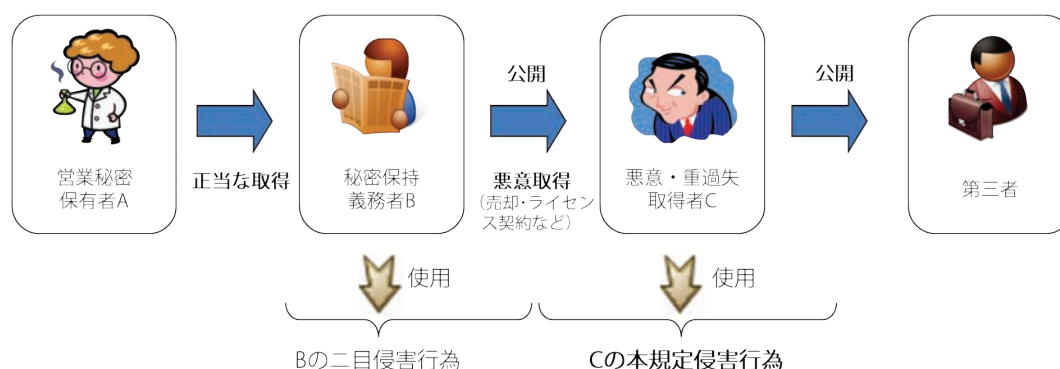 営業秘密
保有者A
正当な取得
秘密保持
義務者B
公開
悪意取得
(売却・ライセン
ス契約など)
悪意・重過失
取得者C
公開
第三者
使用
使用
Bの二目侵害行為
Cの本規定侵害行為